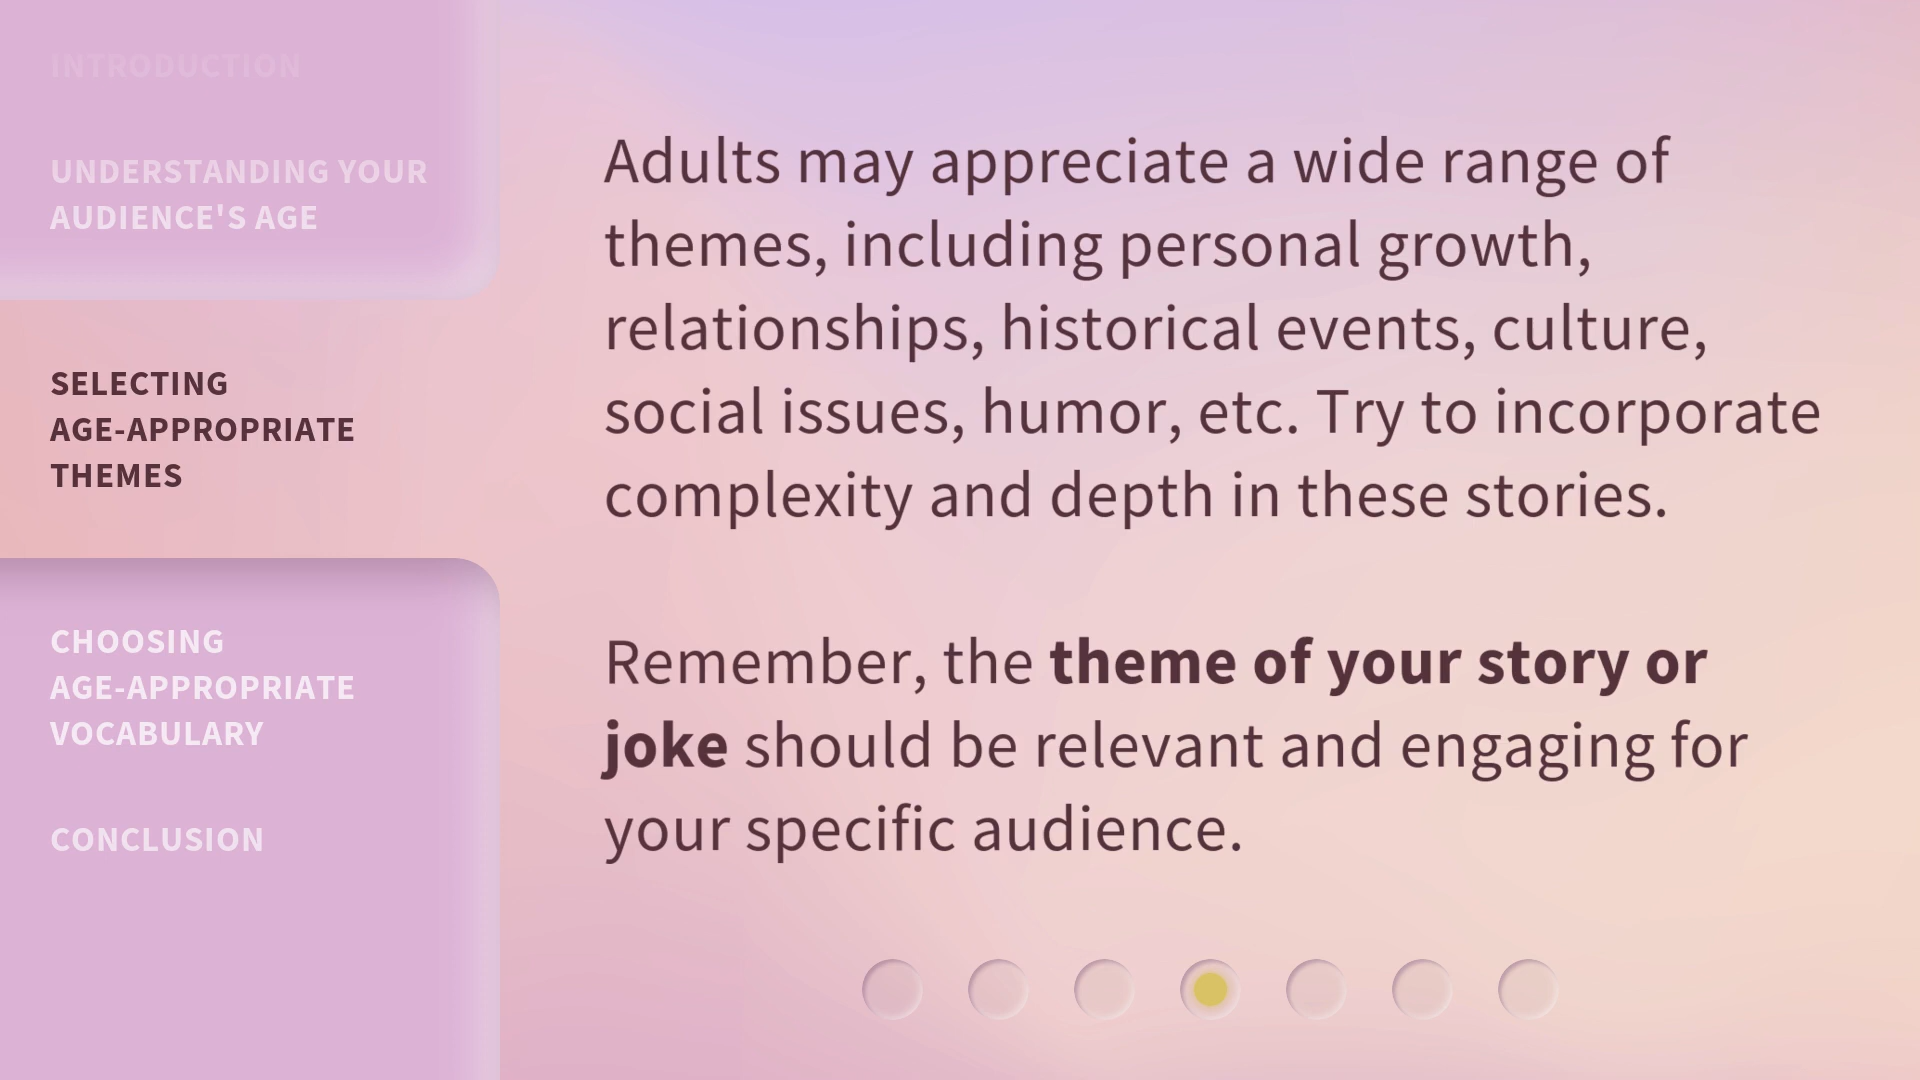 INTRODUCTION
UNDERSTANDING YOUR
AUDIENCE'S AGE
SELECTING
AGE-APPROPRIATE
THEMES
CHOOSING
AGE-APPROPRIATE
VOCABULARY
CONCLUSION
Adults may appreciate a wide range of
themes, including personal growth,
relationships, historical events, culture,
social issues, humor, etc. Try to incorporate
complexity and depth in these stories.
Remember, the theme of your story or
joke should be relevant and engaging for
your specific audience.